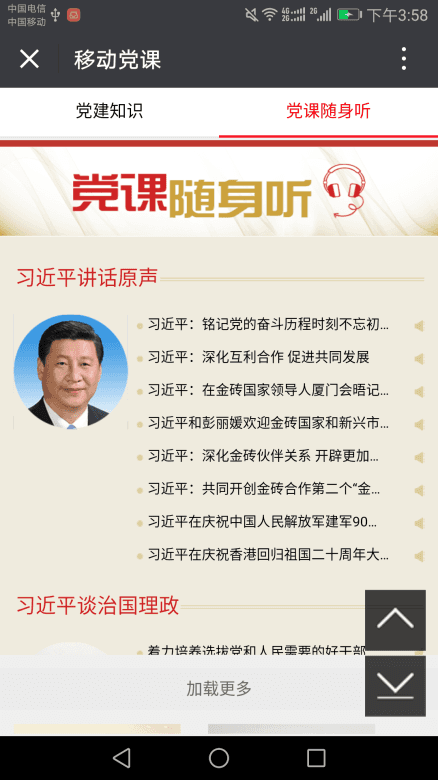 中国电信
中国移动
4G
2G
2G
下午3:58
移动党课
党建知识
党课随身听
党课随身听
习近平讲话原声
习近平：铭记党的奋斗历程时刻不忘初...
习近平：深化互利合作 促进共同发展
习近平：在金砖国家领导人厦门会晤记...
习近平和彭丽媛欢迎金砖国家和新兴市...
习近平：深化金砖伙伴关系 开辟更加...
习近平：共同开创金砖合作第二个“金...
习近平在庆祝中国人民解放军建军90...
习近平在庆祝香港回归祖国二十周年大...
习近平谈治国理政
着力培养选拔党和人民需要的好干部
加载更多